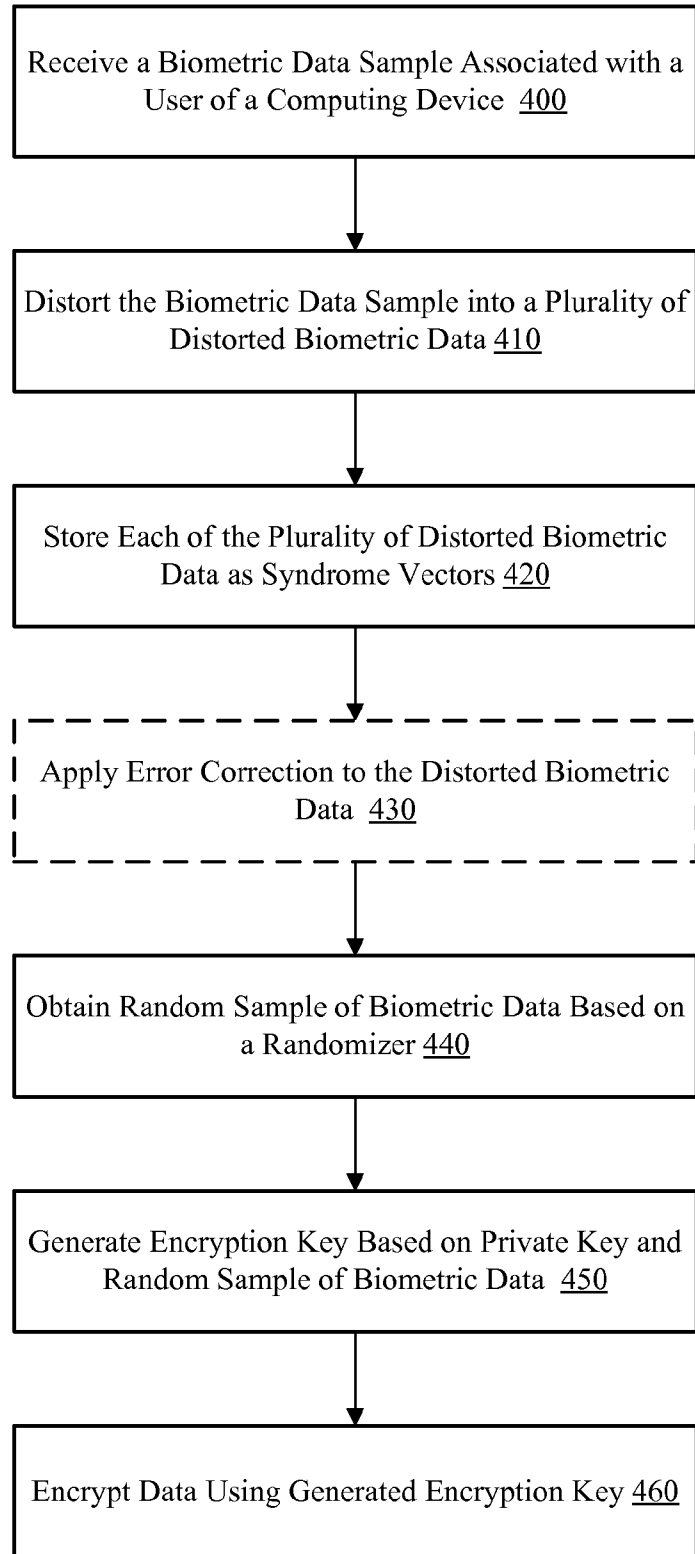 Receive a Biometric Data Sample Associated with a
User of a Computing Device 400
Distort the Biometric Data Sample into a Plurality of
Distorted Biometric Data 410
Store Each of the Plurality of Distorted Biometric
Data as Syndrome Vectors 420
Apply Error Correction to the Distorted Biometric
Data 430
Obtain Random Sample of Biometric Data Based on
a Randomizer 440
Generate Encryption Key Based on Private Key and
Random Sample of Biometric Data 450
Encrypt Data Using Generated Encryption Key 460